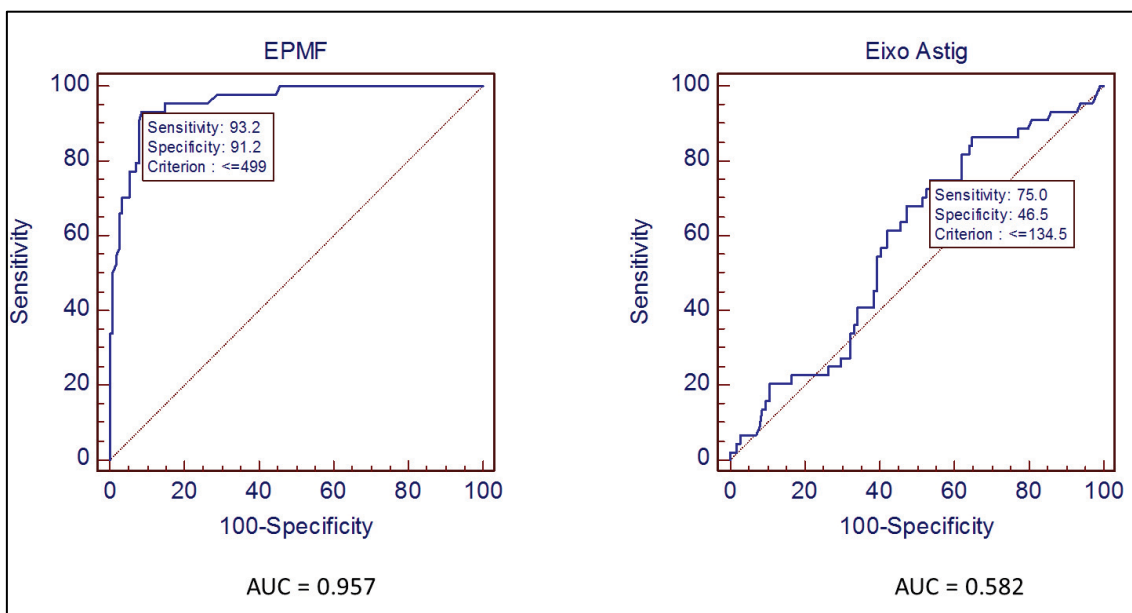 EPMF
100
80
60
40
20
0
Sensitivity
Sensitivity: 93.2
Specificity: 91.2
Criterion : <=499
0 20 40 60 80 100
100-Specificity
AUC = 0.957
Eixo Astig
100
80
60
40
20
0
Sensitivity
Sensitivity: 75.0
Specificity: 46.5
Criterion : <=134.5
0 20 40 60 80 100
100-Specificity
AUC = 0.582